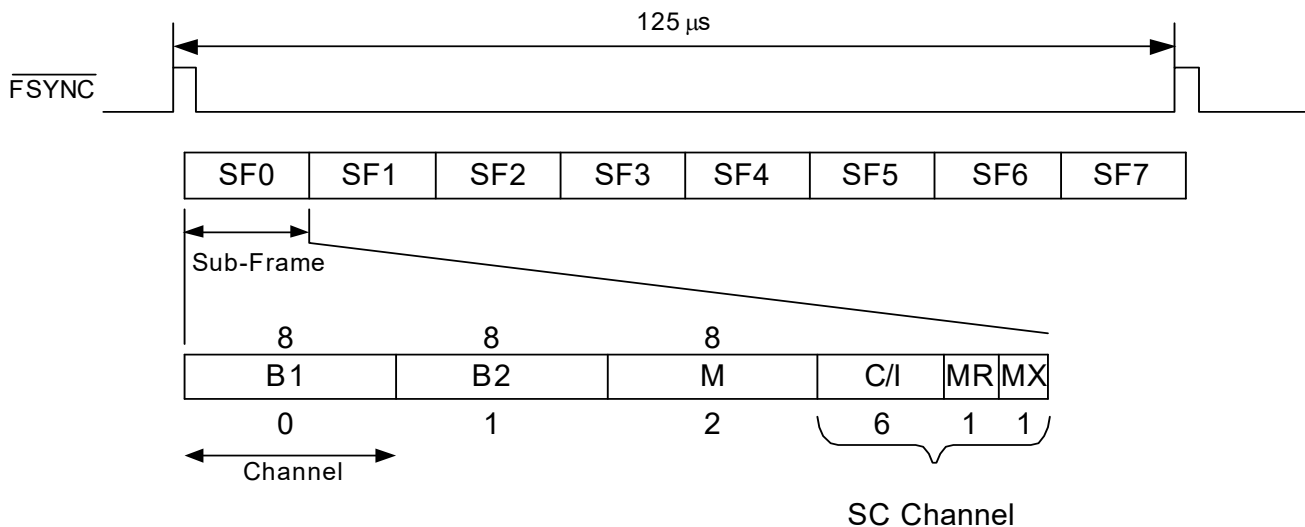 125 μs
FSYNC
SF0 SF1 SF2 SF3 SF4 SF5 SF6 SF7
Sub-Frame
8 8 8
B1 B2 M C/I MR MX
0 1 2 6 1 1
Channel
SC Channel